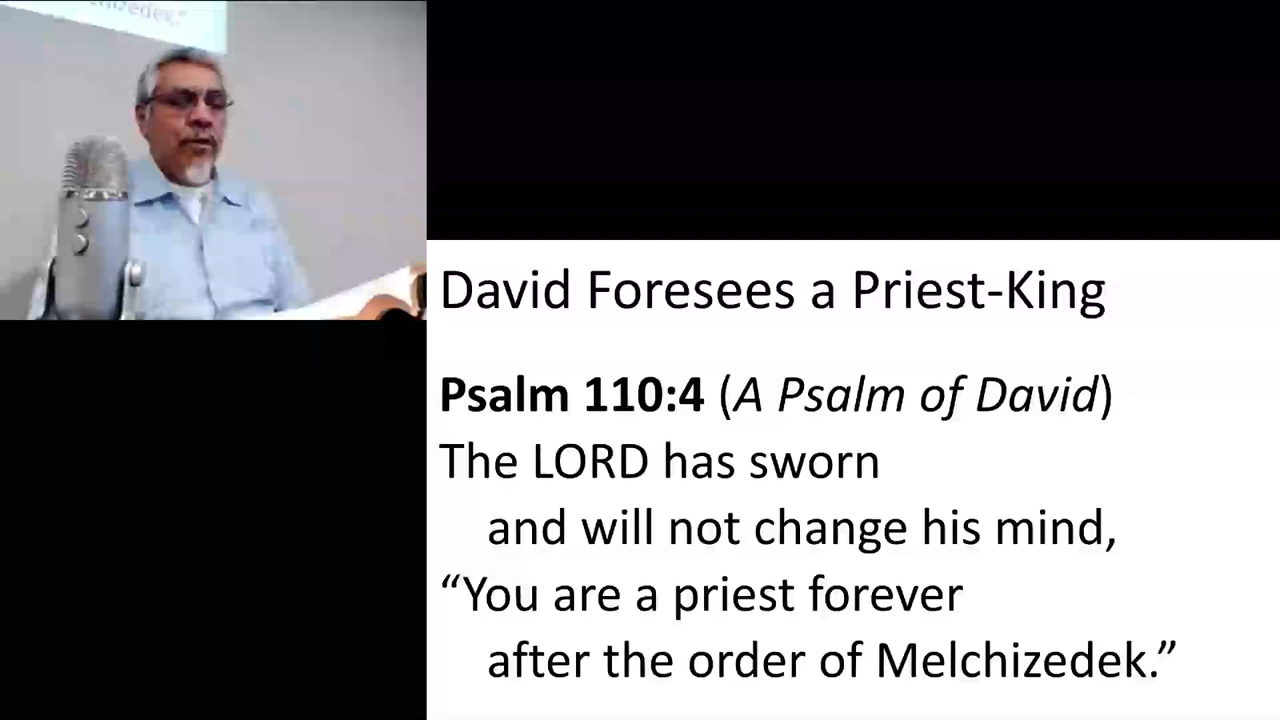 David Foresees a Priest-King
Psalm 110:4 (A Psalm of David)
The LORD has sworn
and will not change his mind,
“You are a priest forever
after the order of Melchizedek.”